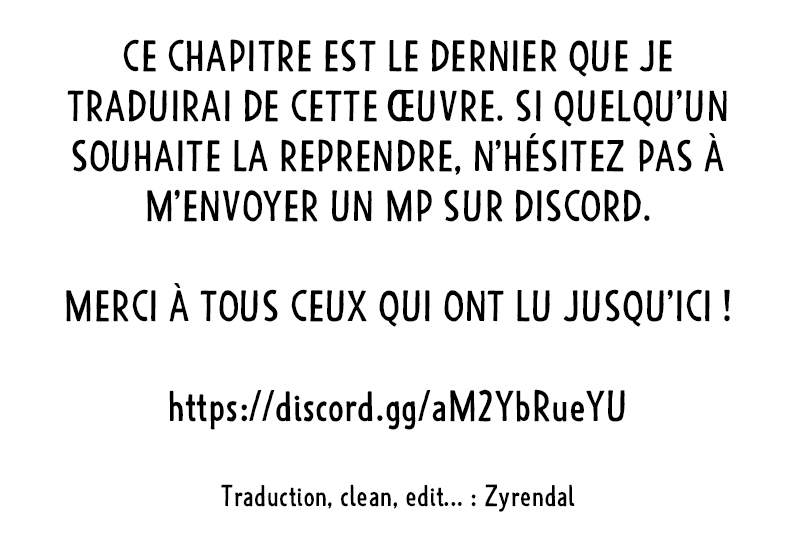 CE CHAPITRE EST LE DERNIER QUE JE
TRADUIRAI DE CETTE ŒUVRE. SI QUELQU'UN
SOUHAITE LA REPRENDRE, N'HÉSITEZ PAS À
M'ENVOYER UN MP SUR DISCORD.
MERCI À TOUS CEUX QUI ONT LU JUSQU'ICI !
https://discord.gg/aM2YbRueYU
Traduction, clean, edit... : Zyrendal